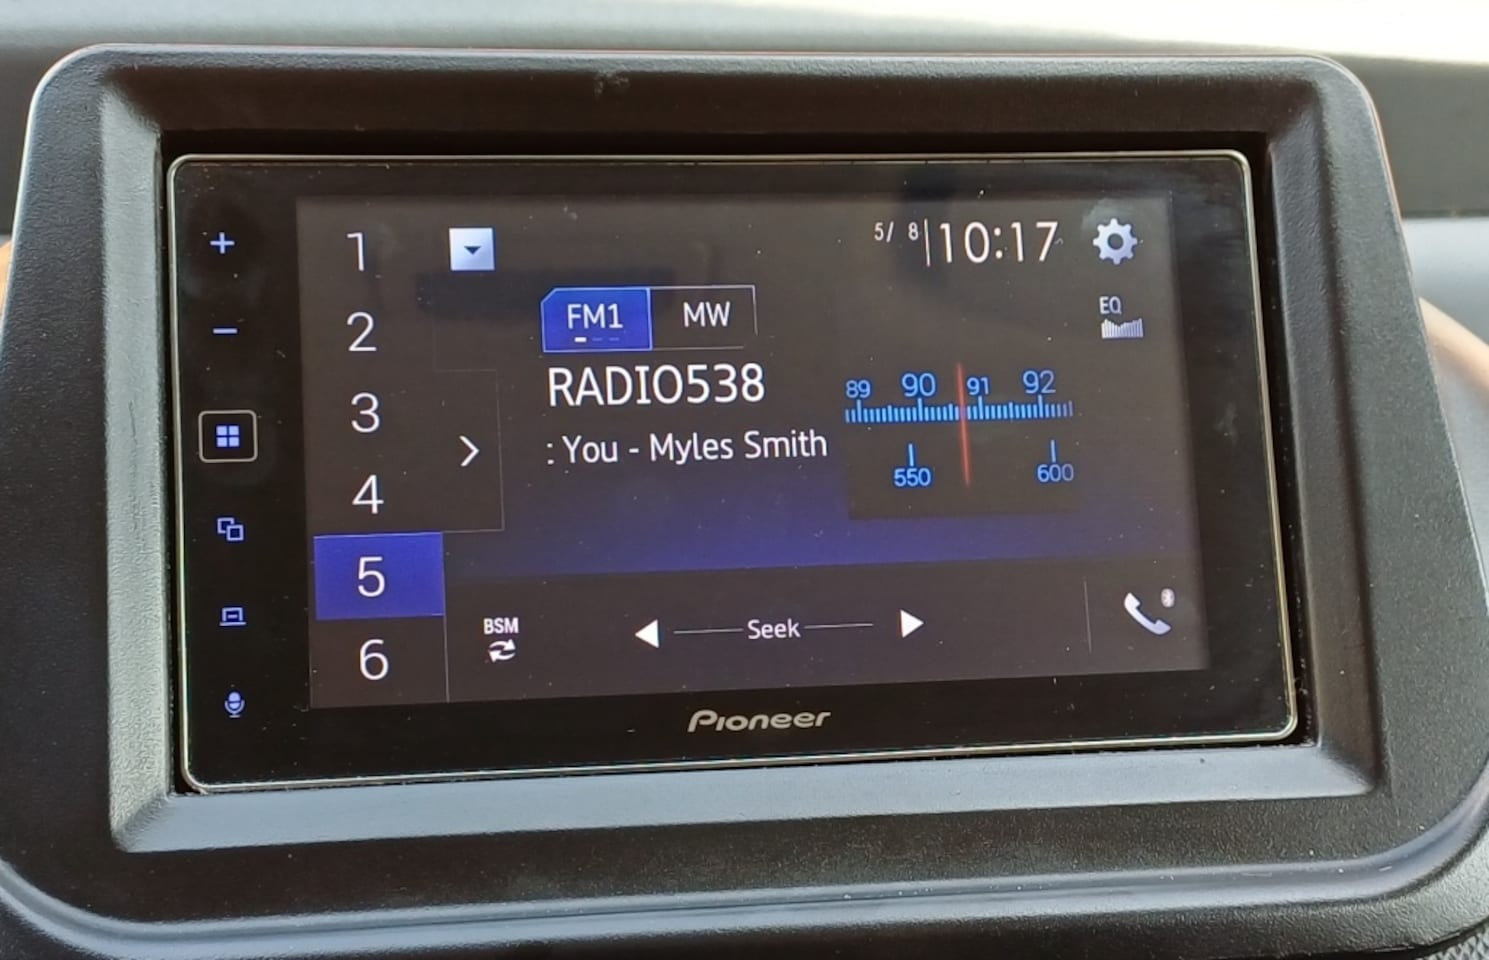 1
2
3
4
5
6
5/ 8 10:17
EQ
FM1 MW
RADIO538
: You - Myles Smith
89 90 91 92
550 600
BSM
Seek
Pioneer